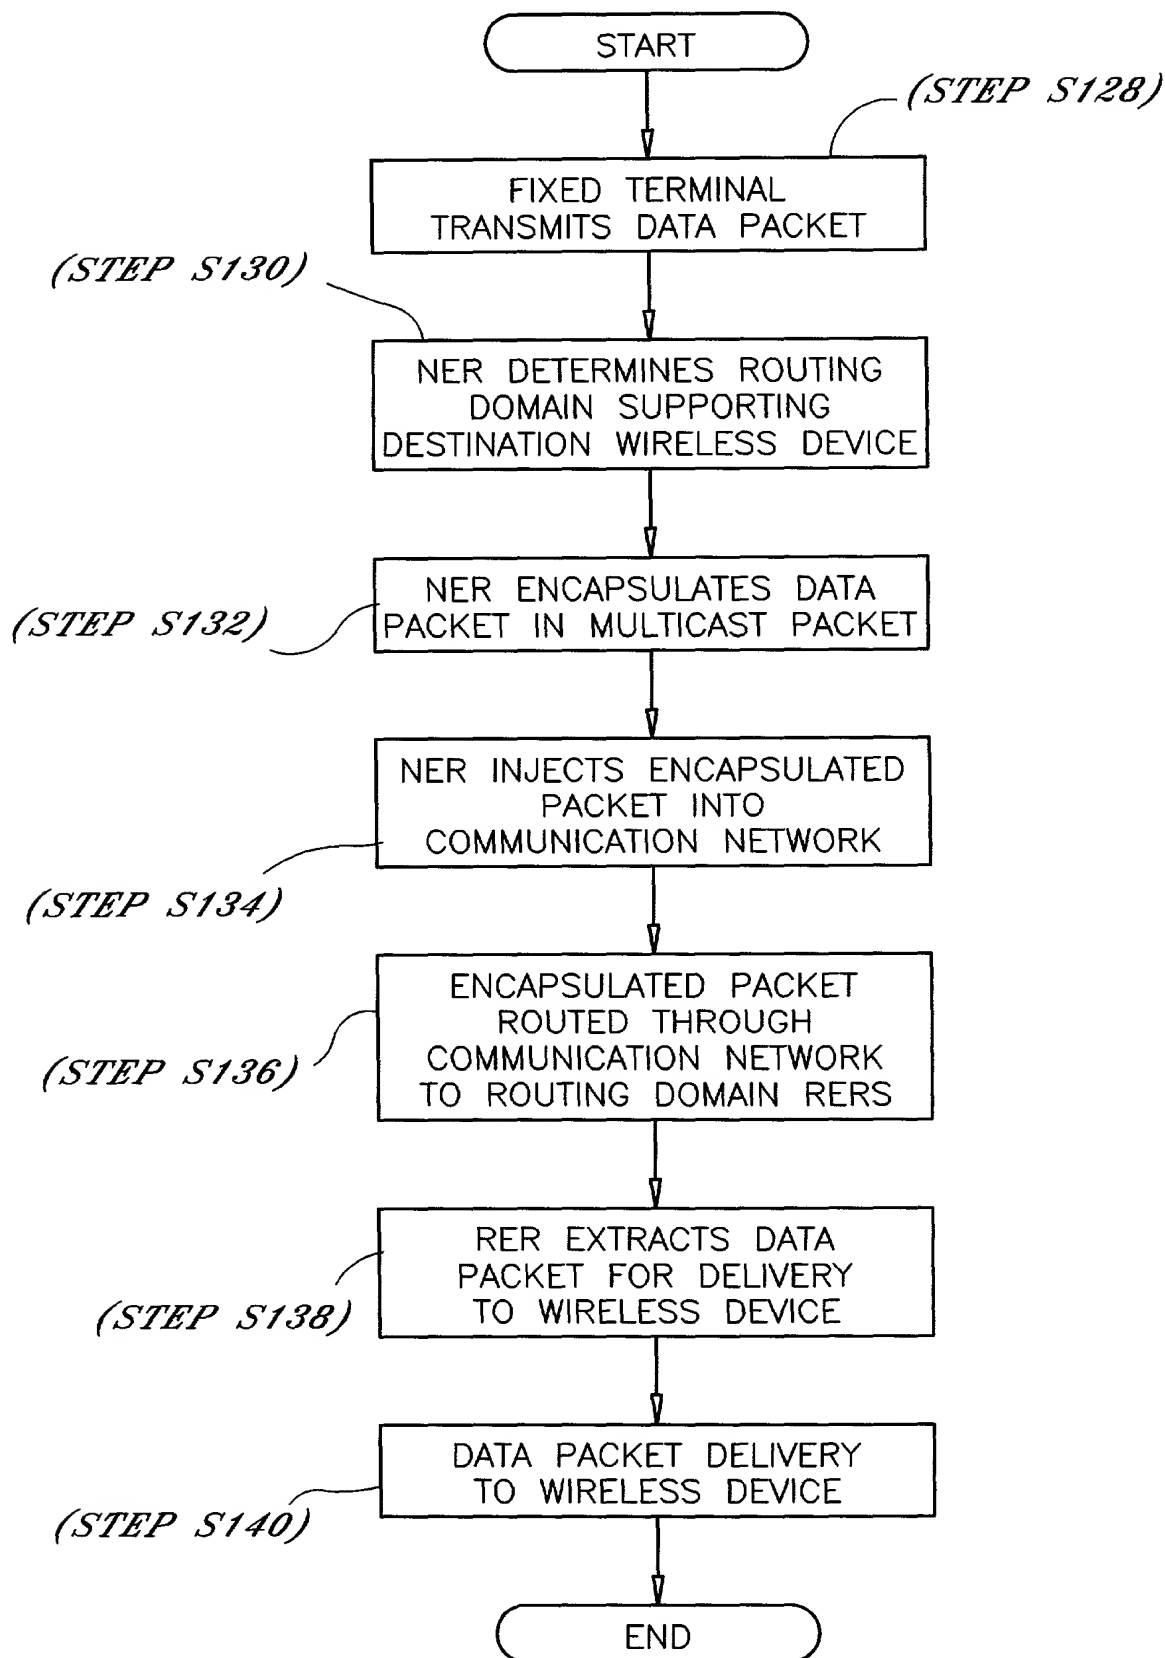 START
(STEP S128)
FIXED TERMINAL
TRANSMITS DATA PACKET
(STEP S130)
NER DETERMINES ROUTING
DOMAIN SUPPORTING
DESTINATION WIRELESS DEVICE
NER ENCAPSULATES DATA
PACKET IN MULTICAST PACKET
(STEP S132)
NER INJECTS ENCAPSULATED
PACKET INTO
COMMUNICATION NETWORK
(STEP S134)
ENCAPSULATED PACKET
ROUTED THROUGH
COMMUNICATION NETWORK
TO ROUTING DOMAIN RERS
(STEP S136)
RER EXTRACTS DATA
PACKET FOR DELIVERY
TO WIRELESS DEVICE
(STEP S138)
DATA PACKET DELIVERY
TO WIRELESS DEVICE
(STEP S140)
END